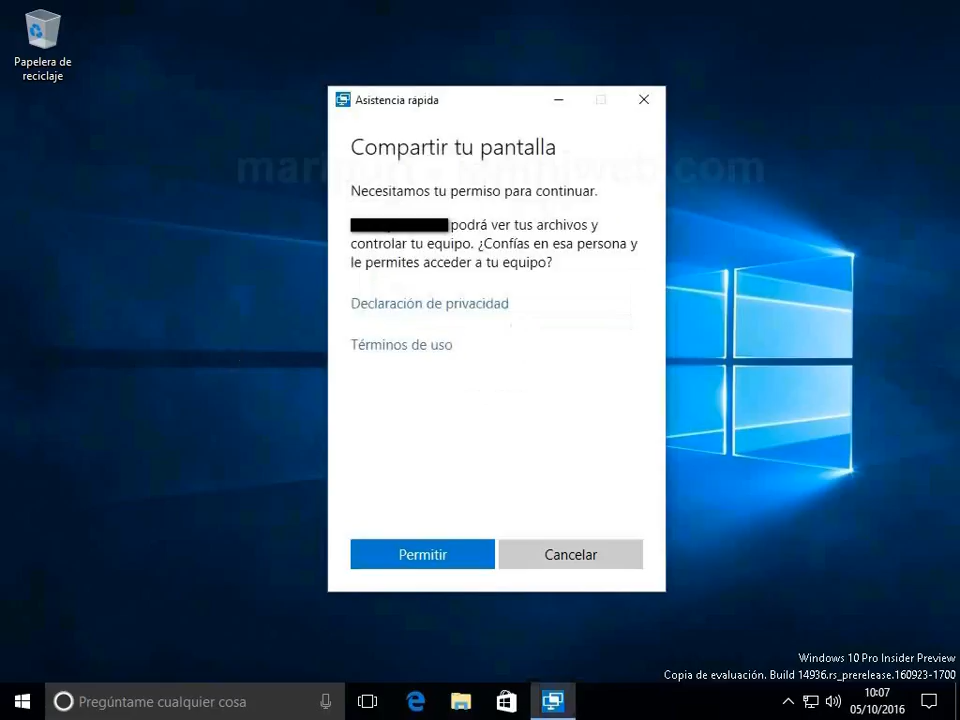 Papelera de
reciclaje
Asistencia rápida
Compartir tu pantalla
Necesitamos tu permiso para continuar.
podrá ver tus archivos y
controlar tu equipo. ¿Confías en esa persona y
le permites acceder a tu equipo?
Declaración de privacidad
Términos de uso
Permitir
Cancelar
Windows 10 Pro Insider Preview
Copia de evaluación. Build 14936.rs_prerelease.160923-1700
Pregúntame cualquier cosa
10:07
05/10/2016